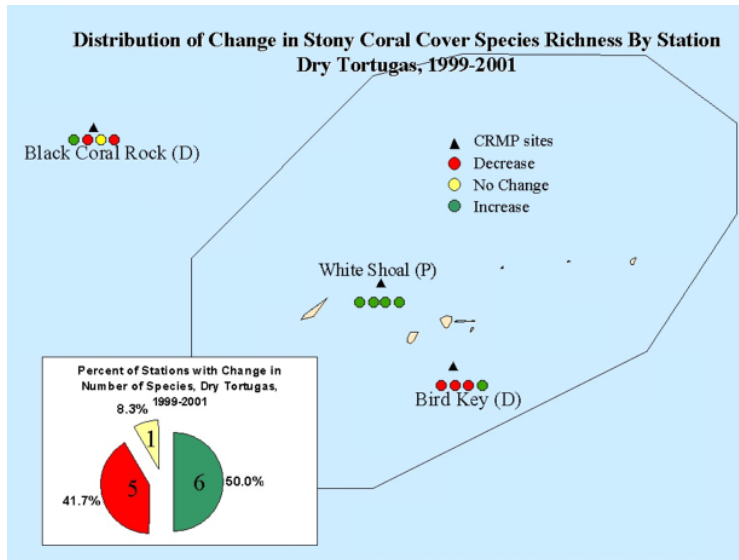 Distribution of Change in Stony Coral Cover Species Richness By Station
Dry Tortugas, 1999-2001
Black Coral Rock (D)
CRMP sites
Decrease
No Change
Increase
White Shoal (P)
Bird Key (D)
Percent of Stations with Change in
Number of Species, Dry Tortugas,
1999-2001
8.3%
1
5
6
50.0%
41.7%